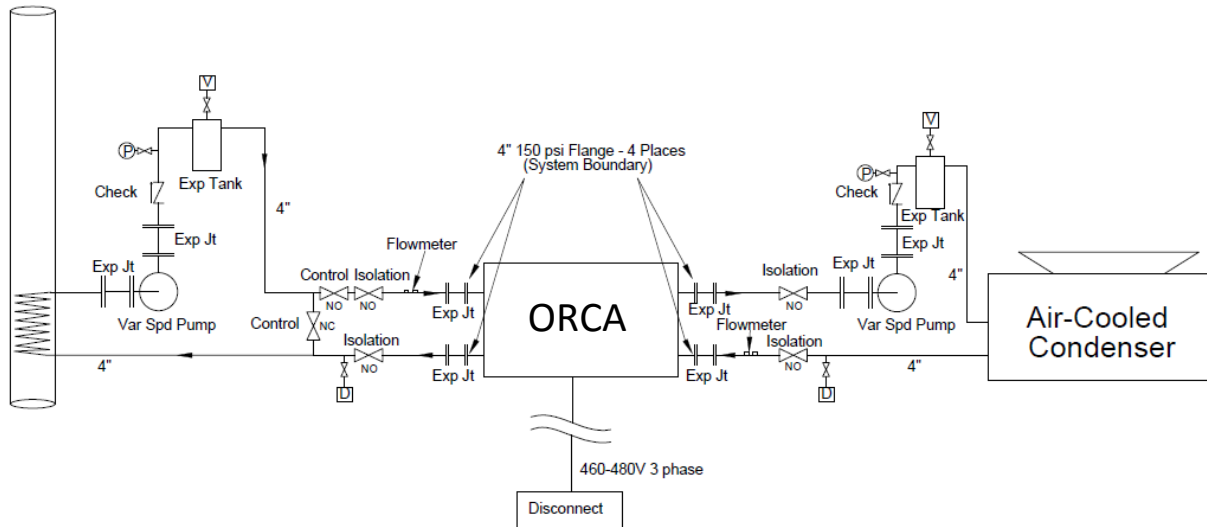 V
V
4" 150 psi Flange - 4 Places
(System Boundary)
P
P
Exp Tank
Check
Check
4"
Exp Tank
Exp Jt
Flowmeter
Exp Jt
Exp Jt
Control
Isolation
Isolation
Exp Jt
4"
Var Spd Pump
NO
NO
Exp Jt
ORCA
Exp Jt
NO
Var Spd Pump
Air-Cooled
Condenser
Control
NC
Isolation
Flowmeter
Isolation
4"
NO
Exp Jt
Exp Jt
NO
4"
D
D
460-480V 3 phase
Disconnect